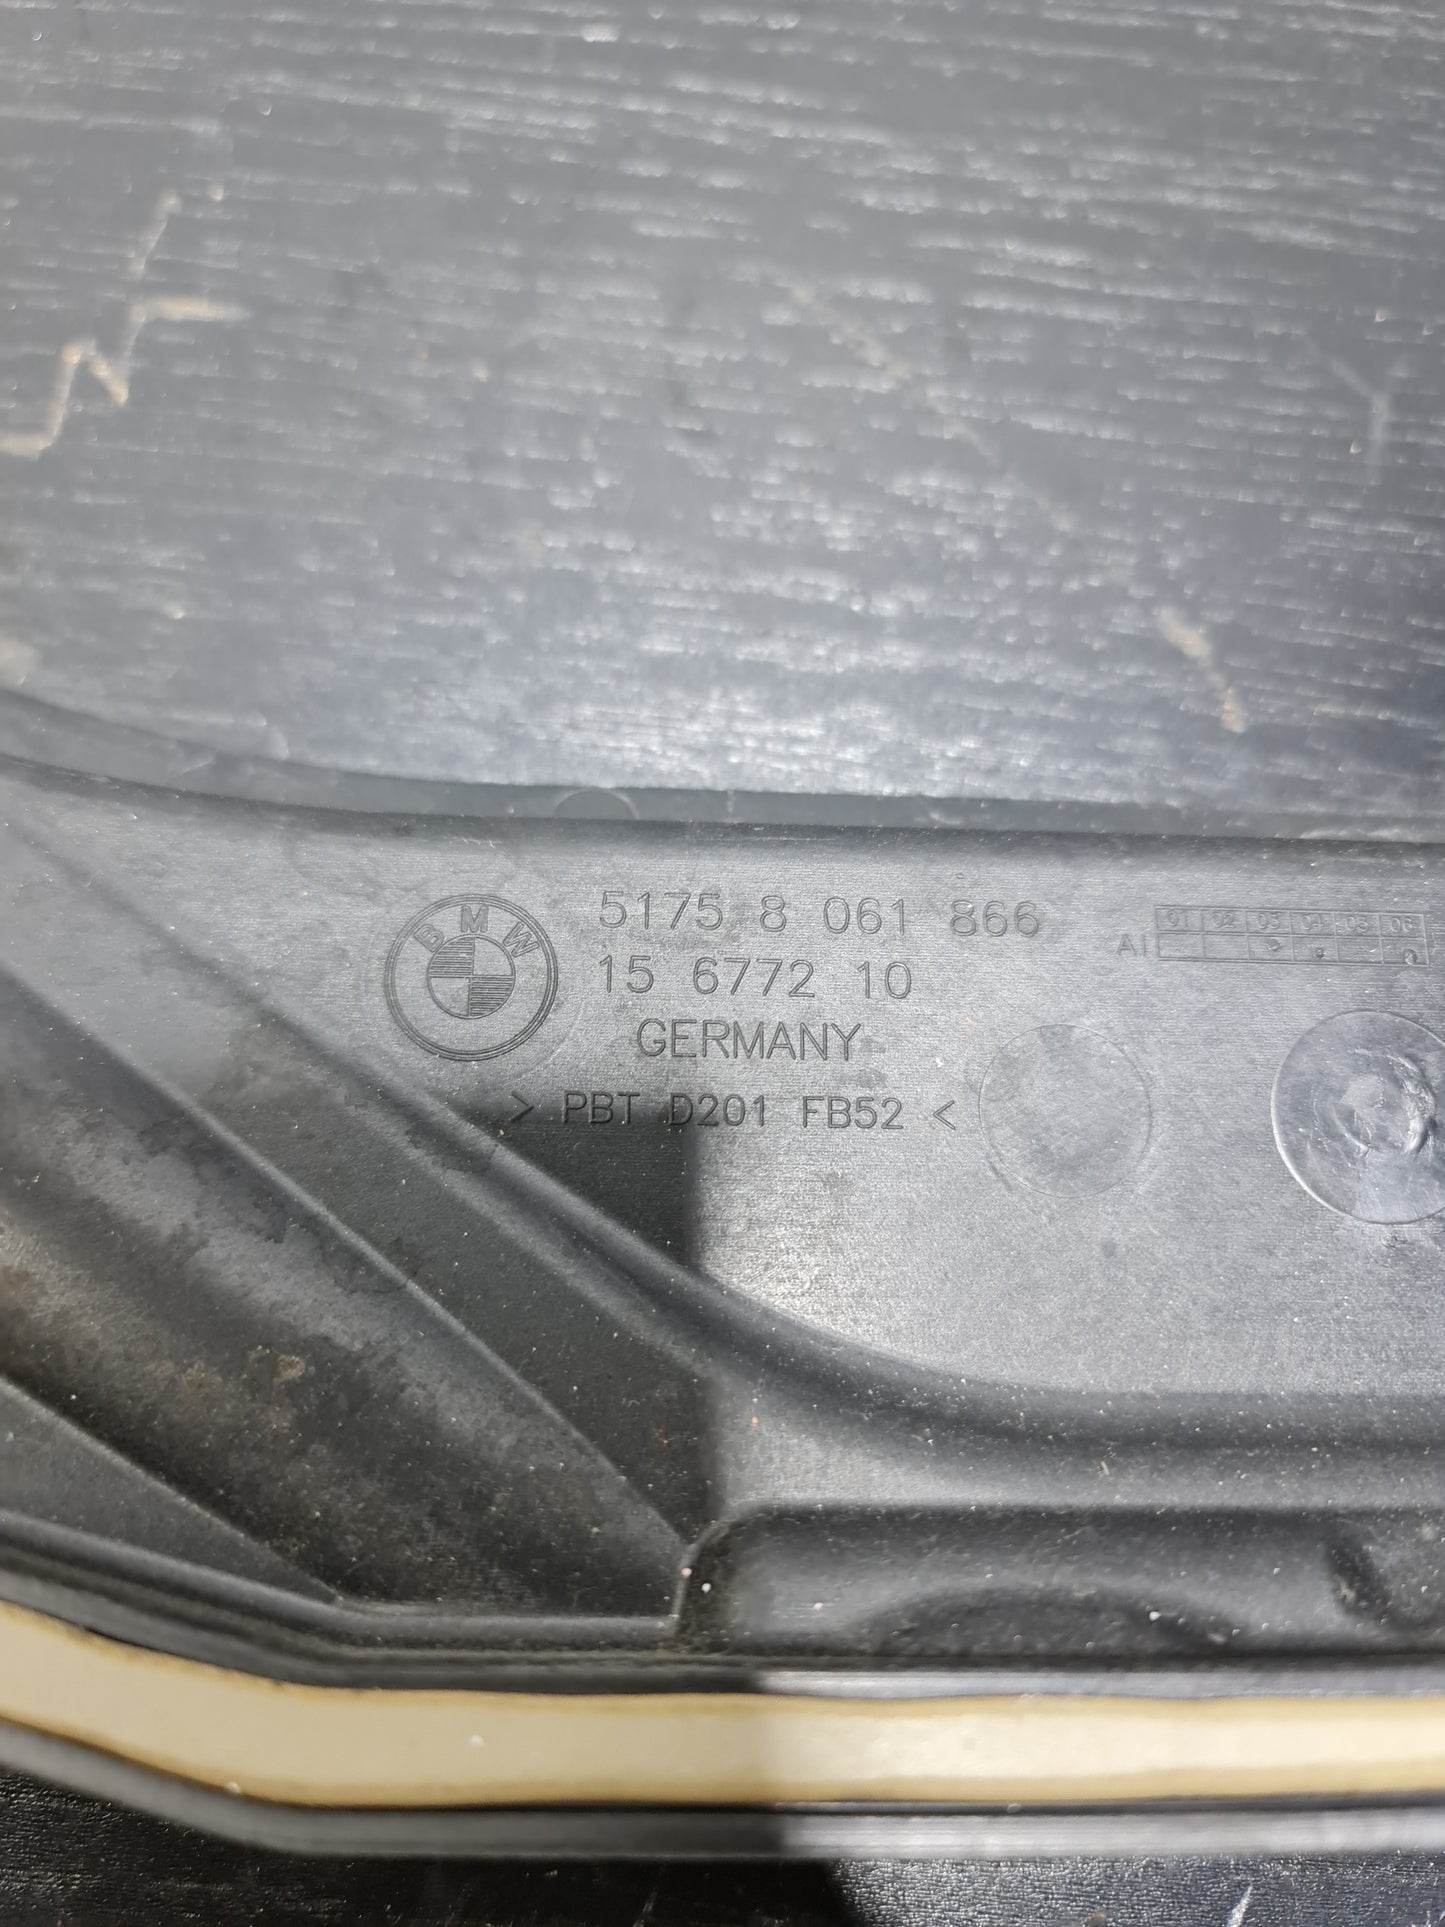 BMW
5175 8 061 866
15 6772 10
GERMANY
> PBT D201 FB52 <
01 02 03 04 05 06
AI